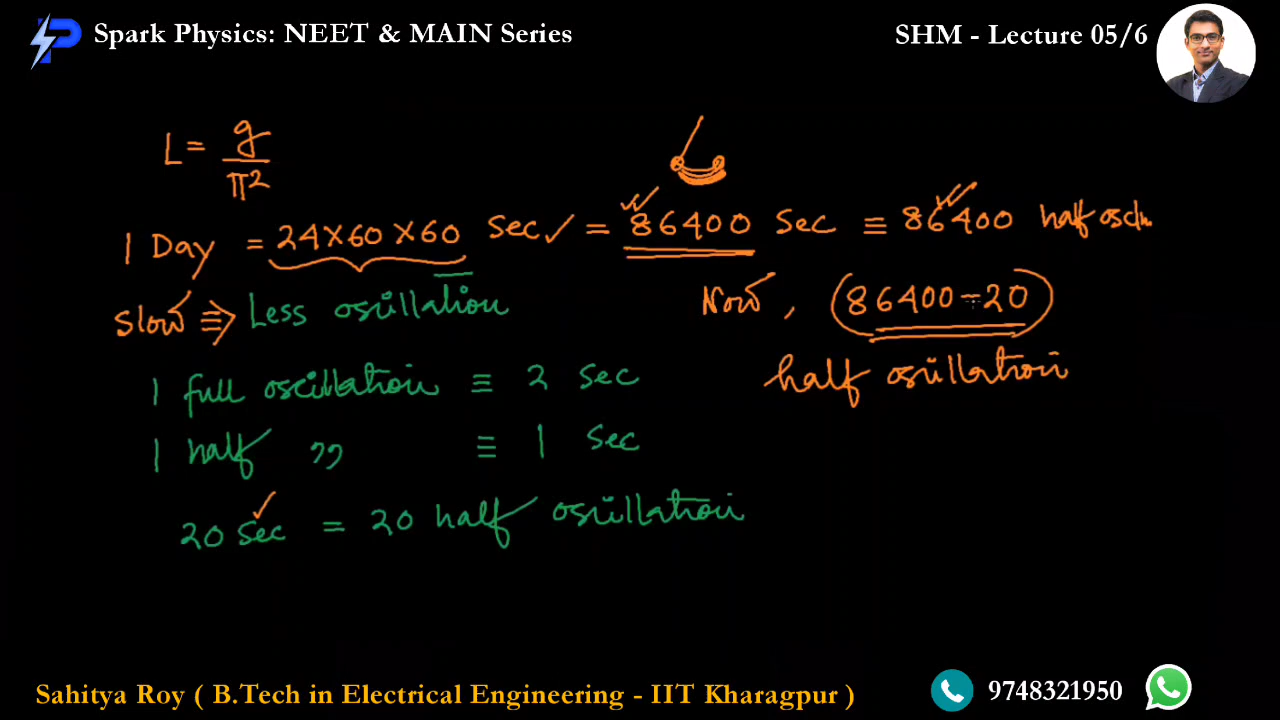 Spark Physics: NEET & MAIN Series
SHM - Lecture 05/6
L = g/π²
1 Day = 24×60×60 Sec ✓ = 86400 Sec ≡ 86400 half oscln
Slow ⇒ Less oscillation
Now, (86400-20)
half oscillation
1 full oscillation ≡ 2 sec
1 half ,, ≡ 1 sec
20 sec = 20 half oscillation
Sahitya Roy ( B.Tech in Electrical Engineering - IIT Kharagpur )
9748321950